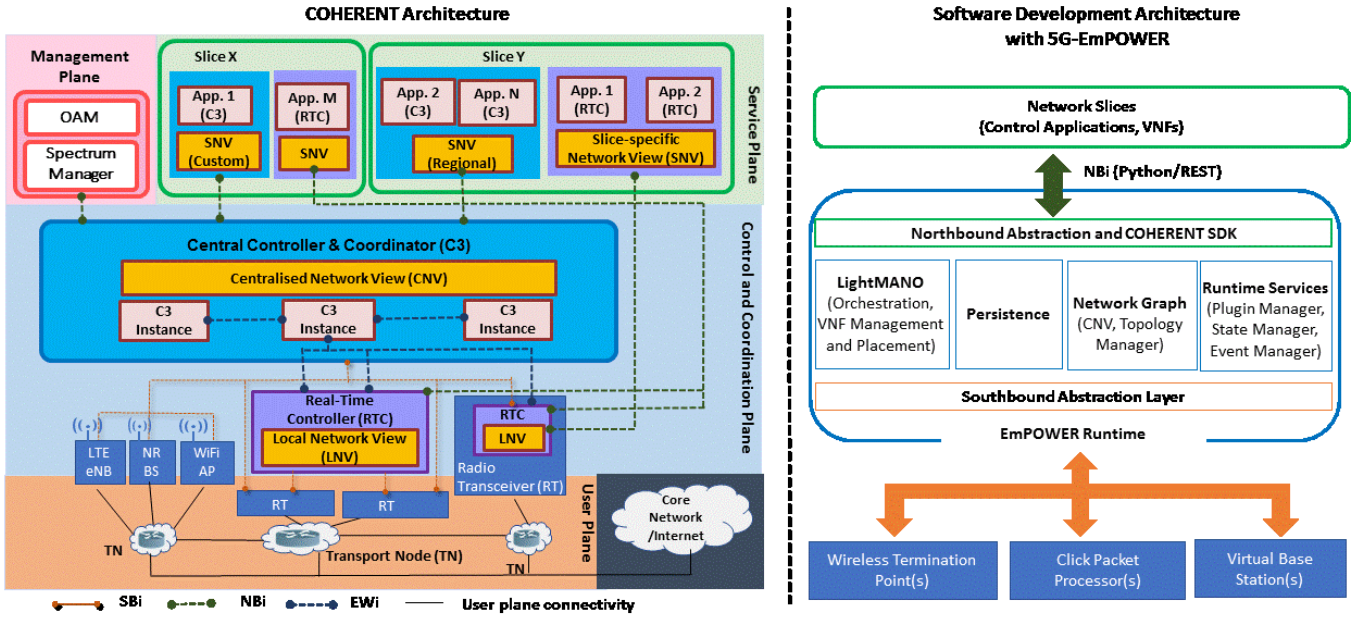 COHERENT Architecture
Management
Plane
OAM
Spectrum
Manager
Slice X
App. 1
(C3)
SNV
(Custom)
App. M
(RTC)
SNV
Slice Y
App. 2
(C3)
App. N
(C3)
SNV
(Regional)
App. 1
(RTC)
App. 2
(RTC)
Slice-specific
Network View (SNV)
Service Plane
Central Controller & Coordinator (C3)
Centralised Network View (CNV)
C3
Instance
C3
Instance
C3
Instance
Control and Coordination Plane
Real-Time
Controller (RTC)
Local Network View
(LNV)
RTC
LNV
Radio
Transceiver (RT)
LTE
eNB
NR
BS
WiFi
AP
RT
RT
User Plane
Core
Network
/Internet
TN
Transport Node (TN)
TN
SBi
NBi
EWi
User plane connectivity
Software Development Architecture
with 5G-EmPOWER
Network Slices
{Control Applications, VNFs}
NBi {Python/REST}
Northbound Abstraction and COHERENT SDK
LightMANO
(Orchestration,
VNF Management
and Placement)
Persistence
Network Graph
(CNV, Topology
Manager)
Runtime Services
(Plugin Manager,
State Manager,
Event Manager)
Southbound Abstraction Layer
EmPOWER Runtime
Wireless Termination
Point(s)
Click Packet
Processor(s)
Virtual Base
Station(s)